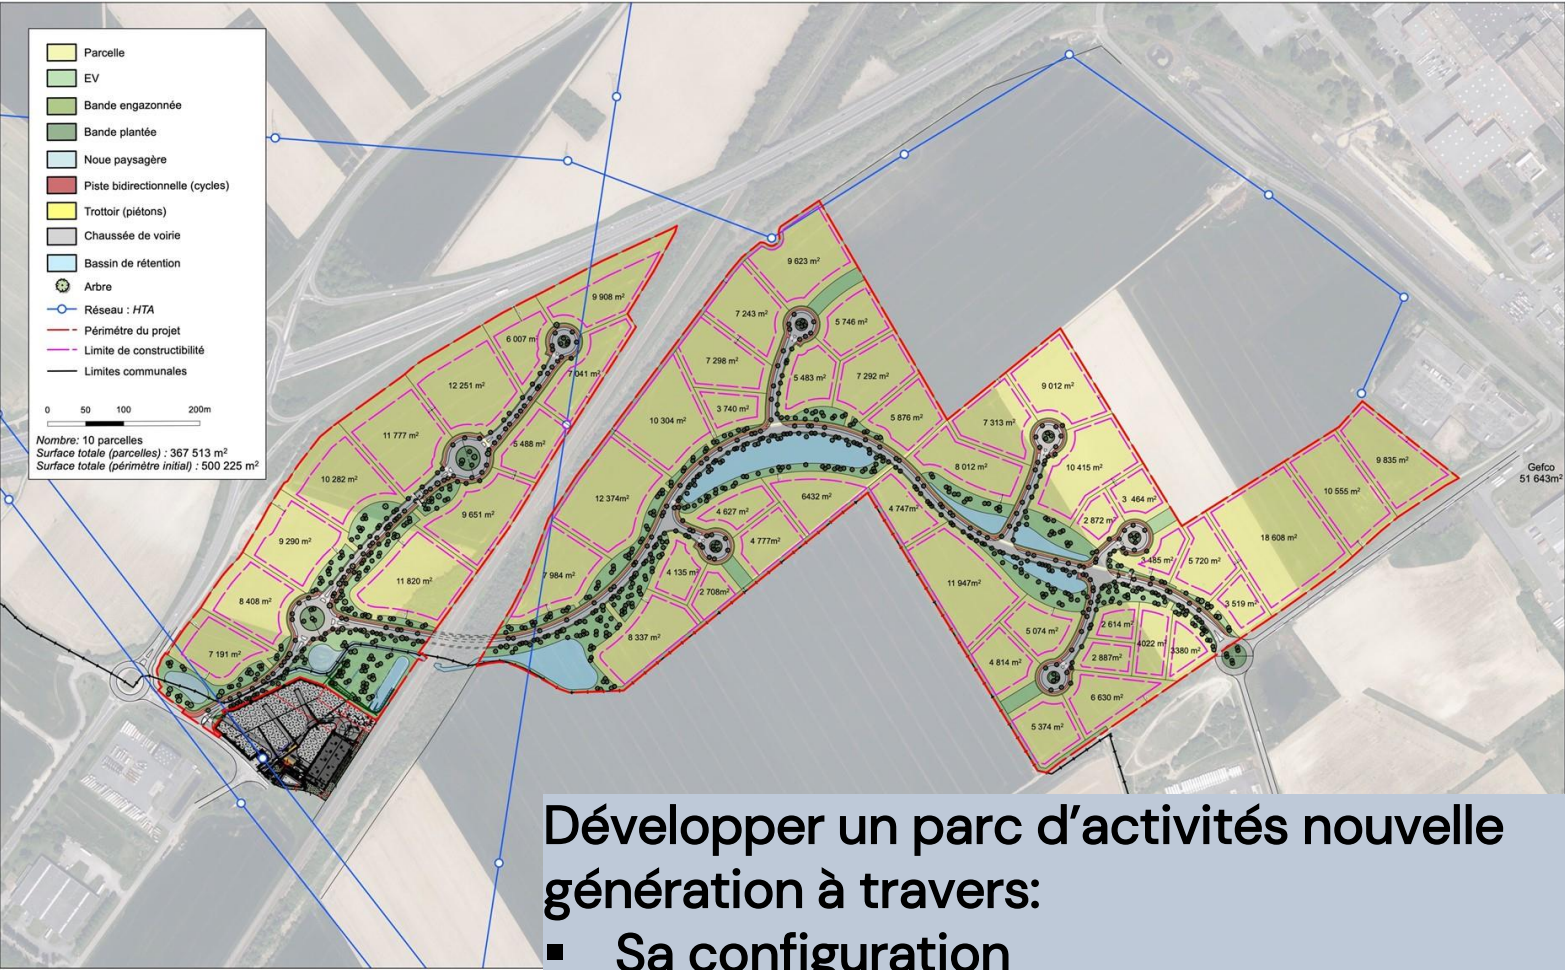 Parcelle
EV
Bande engazonnée
Bande plantée
Noue paysagère
Piste bidirectionnelle (cycles)
Trottoir (piétons)
Chaussée de voirie
Bassin de rétention
Arbre
Réseau : HTA
Périmètre du projet
Limite de constructibilité
Limites communales
0 50 100 200m
Nombre: 10 parcelles
Surface totale (parcelles) : 367 513 m²
Surface totale (périmètre initial) : 500 225 m²
9 908 m²
6 007 m²
7 041 m²
12 251 m²
11 777 m²
5 488 m²
10 282 m²
9 651 m²
9 290 m²
11 820 m²
8 408 m²
7 191 m²
9 623 m²
7 243 m²
5 746 m²
7 298 m²
5 483 m²
7 292 m²
3 740 m²
10 304 m²
5 876 m²
12 374m²
4 627 m²
6432 m²
4 777m²
7 984 m²
4 135 m²
2 708m²
8 337 m²
4 747m²
9 012 m²
7 313 m²
8 012 m²
10 415 m²
3 464 m²
2 872 m²
3 485 m²
5 720 m²
18 608 m²
10 555 m²
9 835 m²
3 519 m²
11 947m²
5 074 m²
2 614 m²
4022 m²
3380 m²
2 887m²
4 814 m²
6 630 m²
5 374 m²
Gefco
51 643m²
Développer un parc d’activités nouvelle
génération à travers:
▪ Sa configuration